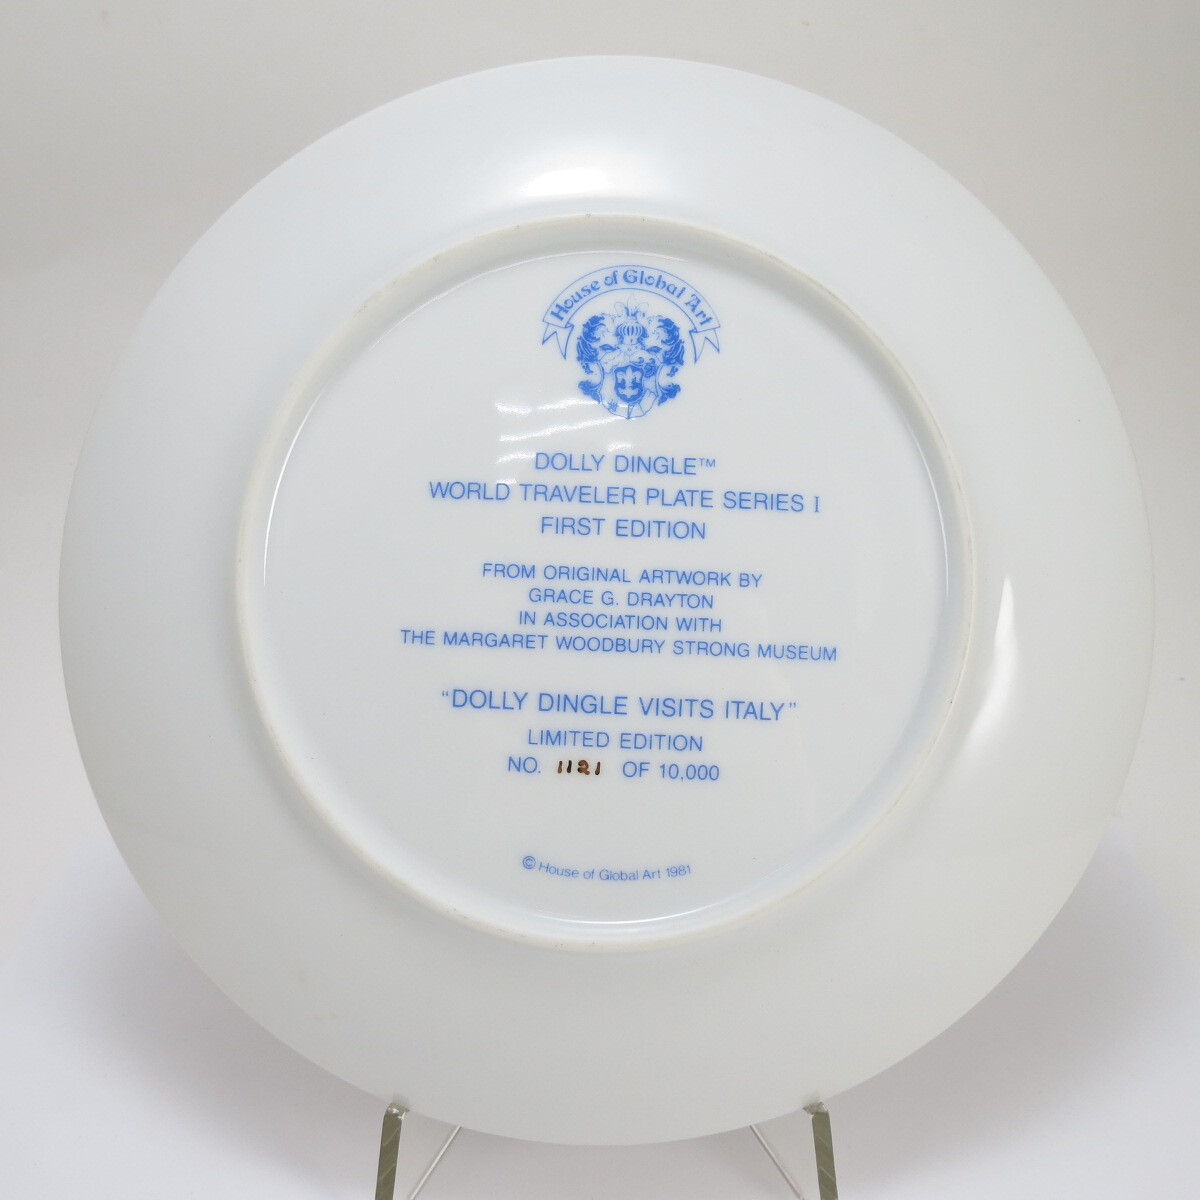 House of Global Art
DOLLY DINGLE™
WORLD TRAVELER PLATE SERIES I
FIRST EDITION
FROM ORIGINAL ARTWORK BY
GRACE G. DRAYTON
IN ASSOCIATION WITH
THE MARGARET WOODBURY STRONG MUSEUM
“DOLLY DINGLE VISITS ITALY”
LIMITED EDITION
NO. 1121 OF 10,000
© House of Global Art 1981